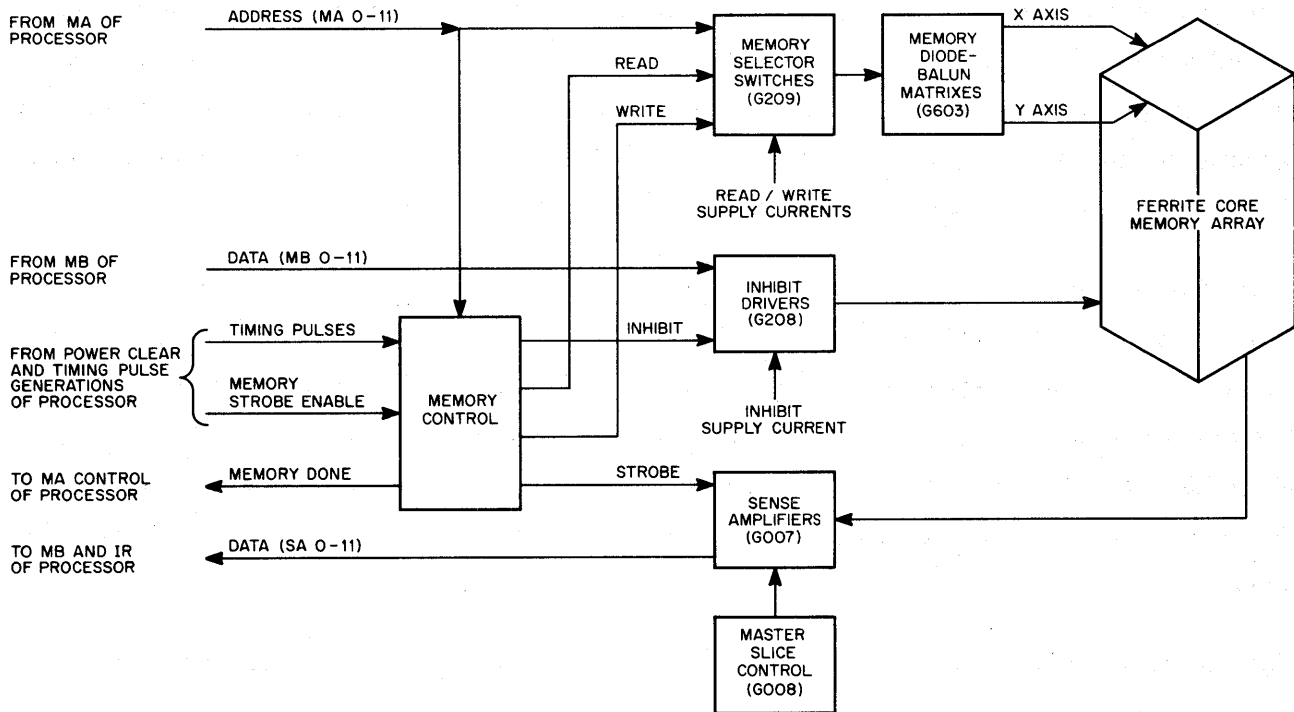 FROM MA OF
PROCESSOR
ADDRESS (MA 0-11)
READ
WRITE
MEMORY
SELECTOR
SWITCHES
(G209)
MEMORY
DIODE-
BALUN
MATRIXES
(G603)
X AXIS
Y AXIS
READ / WRITE
SUPPLY CURRENTS
FERRITE CORE
MEMORY ARRAY
FROM MB OF
PROCESSOR
DATA (MB 0-11)
INHIBIT
DRIVERS
(G208)
FROM POWER CLEAR
AND TIMING PULSE
GENERATIONS
OF PROCESSOR
TIMING PULSES
MEMORY
STROBE ENABLE
MEMORY
CONTROL
INHIBIT
INHIBIT
SUPPLY CURRENT
TO MA CONTROL
OF PROCESSOR
MEMORY DONE
STROBE
SENSE
AMPLIFIERS
(G007)
TO MB AND IR
OF PROCESSOR
DATA (SA 0-11)
MASTER
SLICE
CONTROL
(G008)